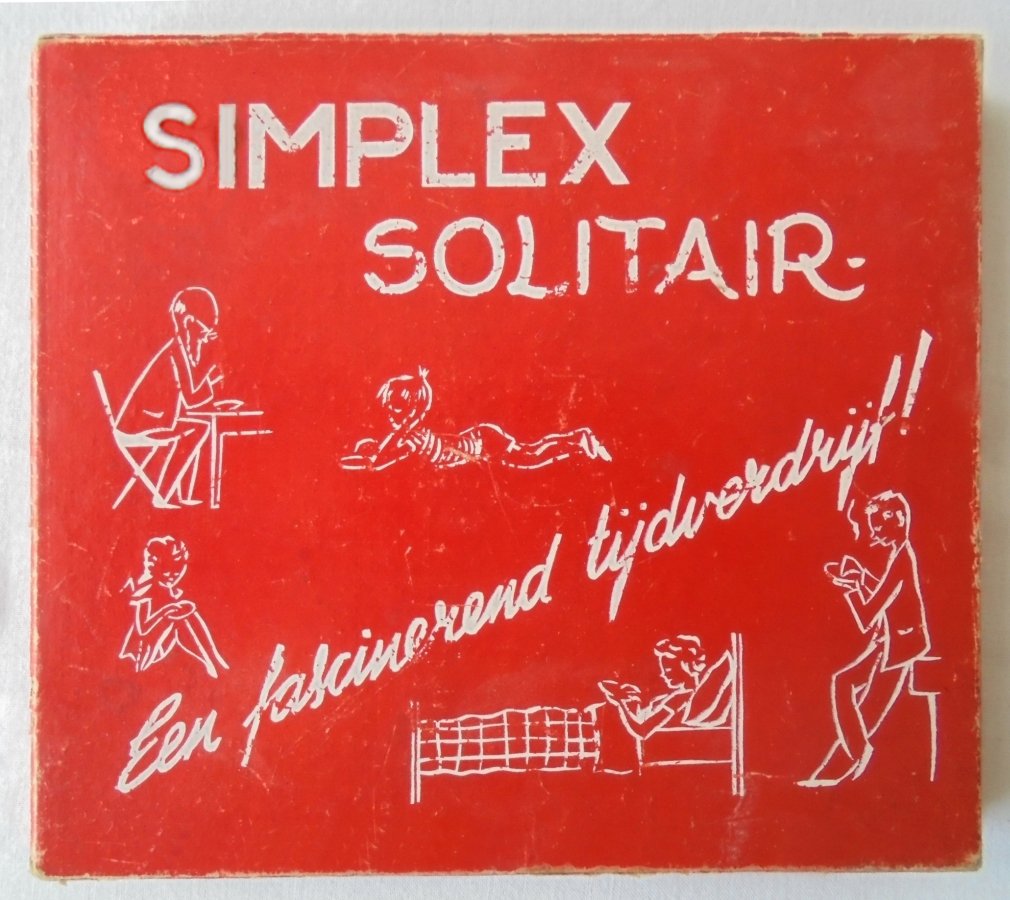 SIMPLEX
SOLITAIR-
Een fascinerend tijdverdrijf!!